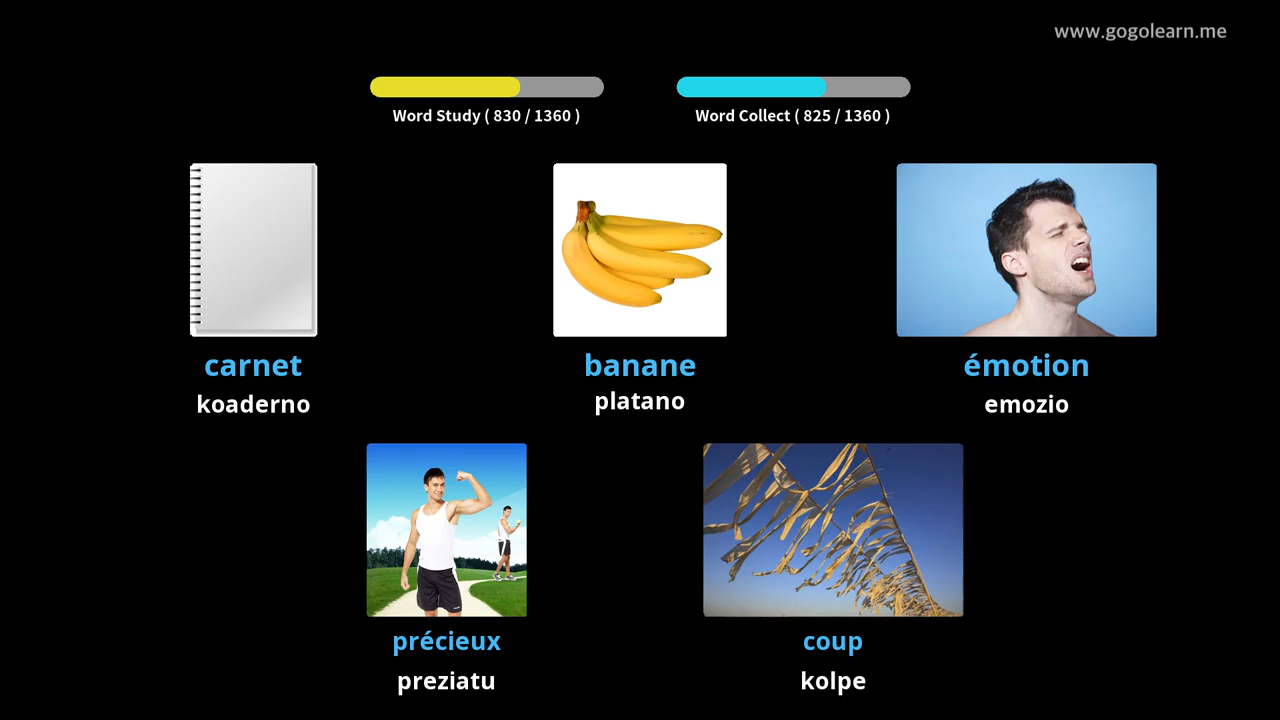 www.gogolearn.me
Word Study ( 830 / 1360 )
Word Collect ( 825 / 1360 )
carnet
koaderno
banane
platano
émotion
emozio
précieux
preziatu
coup
kolpe